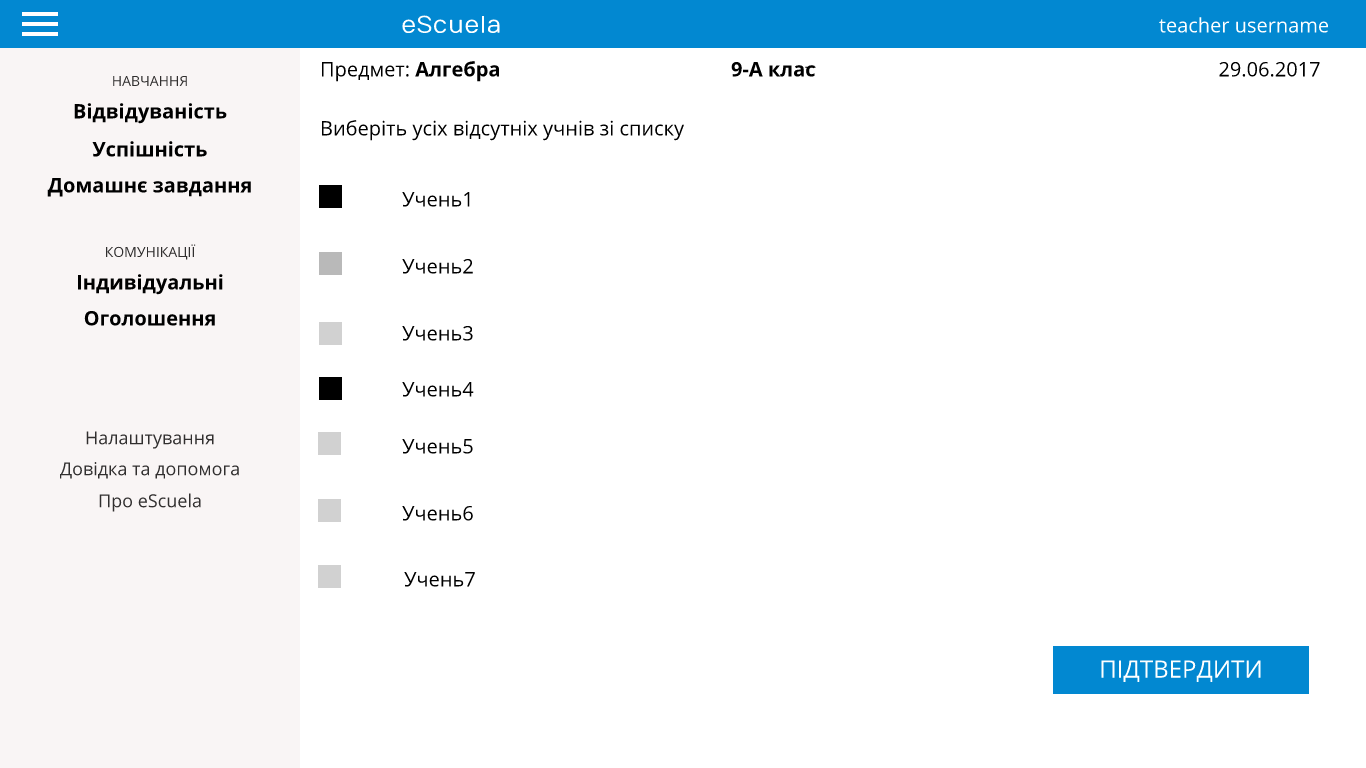 eScuela
teacher username
НАВЧАННЯ
Відвідуваність
Успішність
Домашнє завдання
КОМУНІКАЦІЇ
Індивідуальні
Оголошення
Налаштування
Довідка та допомога
Про eScuela
Предмет: Алгебра
9-А клас
29.06.2017
Виберіть усіх відсутніх учнів зі списку
Учень1
Учень2
Учень3
Учень4
Учень5
Учень6
Учень7
ПІДТВЕРДИТИ